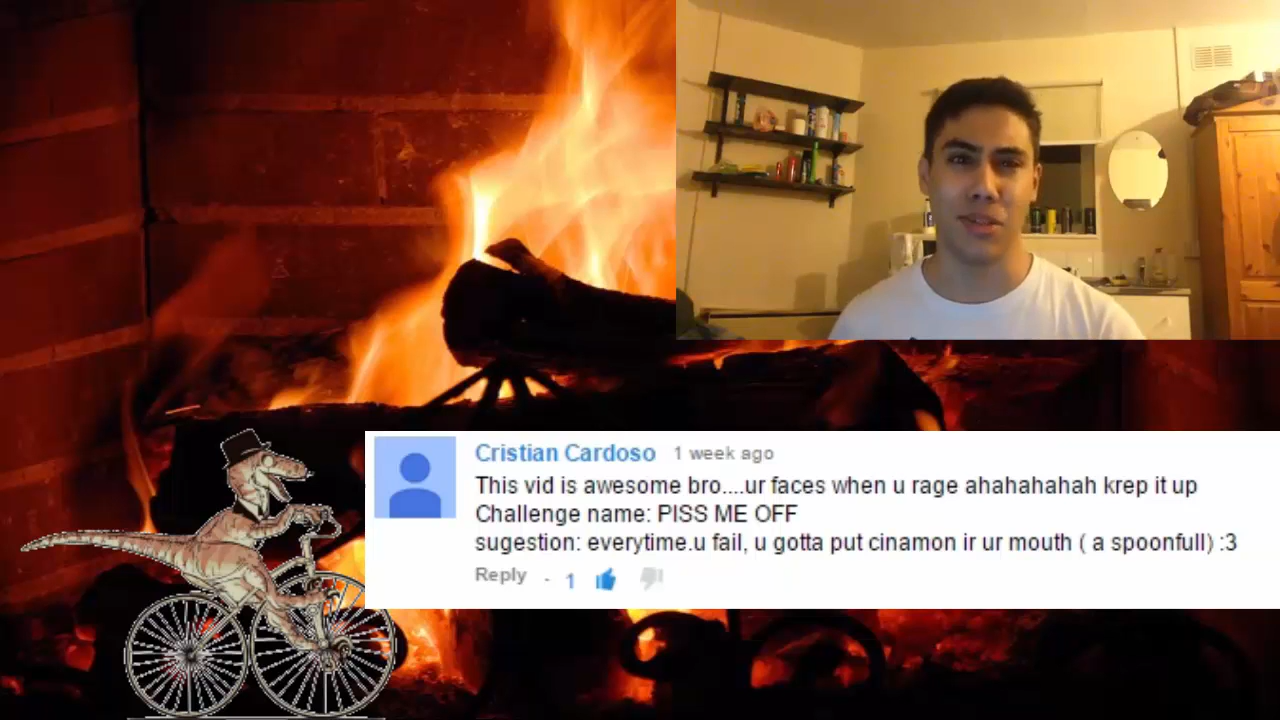 Cristian Cardoso 1 week ago
This vid is awesome bro....ur faces when u rage ahahahahah krep it up
Challenge name: PISS ME OFF
sugestion: everytime.u fail, u gotta put cinamon ir ur mouth ( a spoonfull) :3
Reply - 1